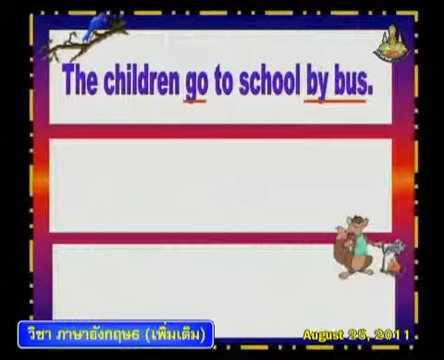 The children go to school by bus.
วิชา ภาษาอังกฤษ6 (เพิ่มเติม)
August 25, 2011